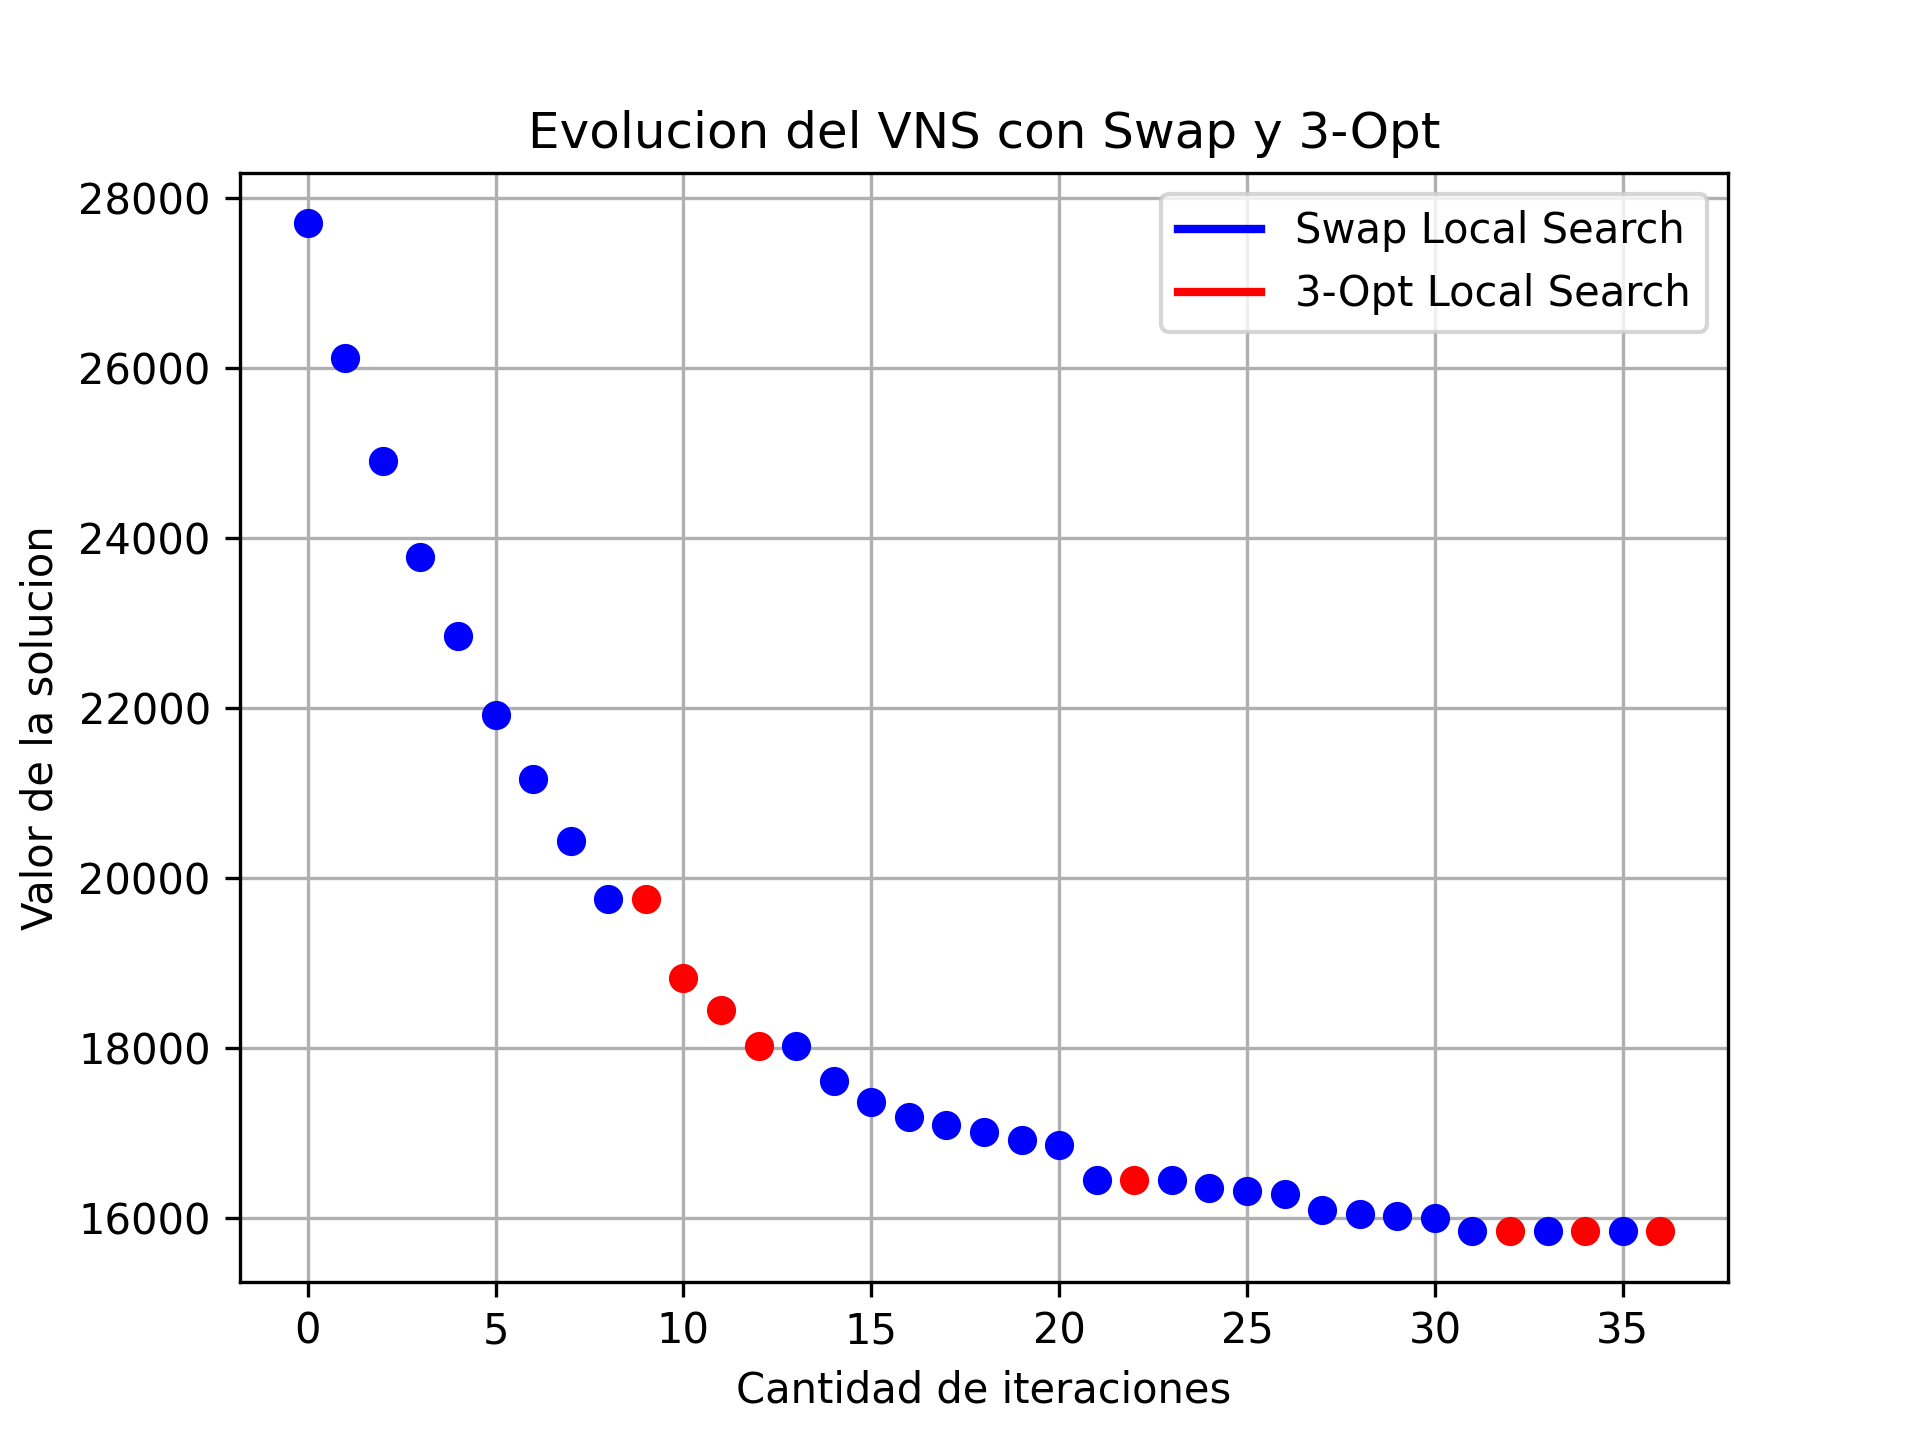 Evolucion del VNS con Swap y 3-Opt
Swap Local Search
3-Opt Local Search
Valor de la solucion
28000
26000
24000
22000
20000
18000
16000
0 5 10 15 20 25 30 35
Cantidad de iteraciones